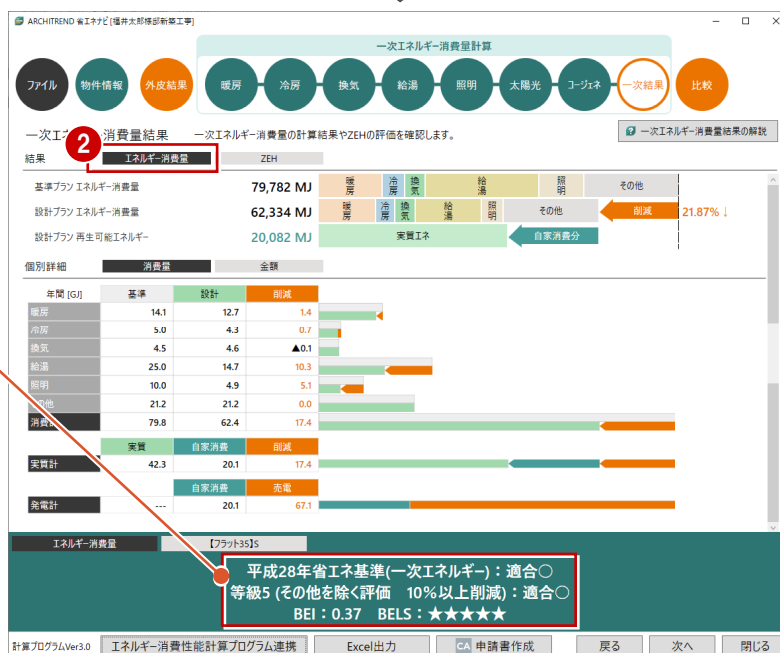 ARCHITREND 省エネナビ [福井太郎様邸新築工事]
一次エネルギー消費量計算
ファイル 物件情報 外皮結果 暖房 冷房 換気 給湯 照明 太陽光 コージェネ 一次結果 比較
一次エネルギー消費量結果 一次エネルギー消費量の計算結果やZEHの評価を確認します。 ? 一次エネルギー消費量結果の解説
2
結果 エネルギー消費量 ZEH
基準プラン エネルギー消費量 79,782 MJ 暖房 冷房 換気 給湯 照明 その他
設計プラン エネルギー消費量 62,334 MJ 暖房 冷房 換気 給湯 照明 その他 削減 21.87%↓
設計プラン 再生可能エネルギー 20,082 MJ 実質エネ 自家消費分
個別詳細 消費量 金額
年間 [GJ] 基準 設計 削減
暖房 14.1 12.7 1.4
冷房 5.0 4.3 0.7
換気 4.5 4.6 ▲0.1
給湯 25.0 14.7 10.3
照明 10.0 4.9 5.1
その他 21.2 21.2 0.0
消費計 79.8 62.4 17.4
実質 自家消費 削減
実質計 42.3 20.1 17.4
自家消費 売電
発電計 --- 20.1 67.1
エネルギー消費量 【フラット35】S
平成28年省エネ基準(一次エネルギー)：適合○
等級5 (その他を除く評価 10%以上削減)：適合○
BEI：0.37 BELS：★★★★★
計算プログラムVer3.0 エネルギー消費性能計算プログラム連携 Excel出力 CA 申請書作成 戻る 次へ 閉じる